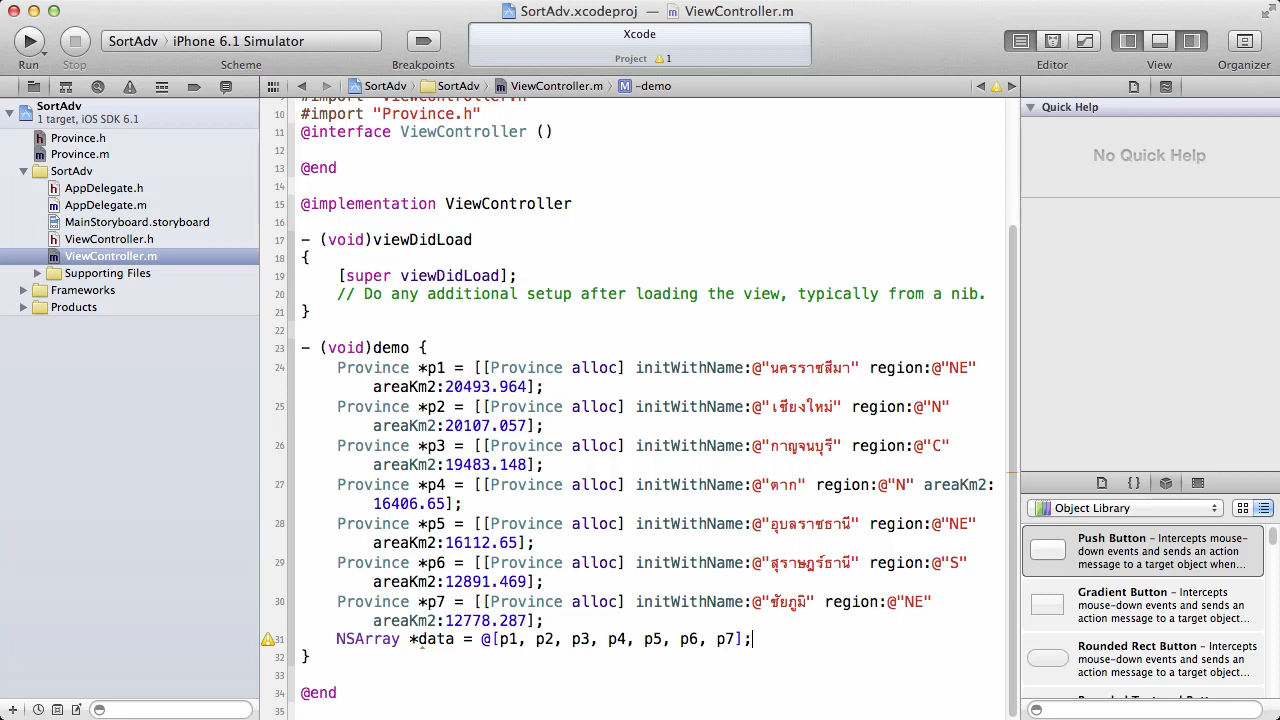 SortAdv.xcodeproj — ViewController.m
SortAdv iPhone 6.1 Simulator
Xcode
Project 1
Run Stop Scheme Breakpoints Editor View Organizer
SortAdv SortAdv ViewController.m M -demo
SortAdv
1 target, iOS SDK 6.1
Province.h
Province.m
SortAdv
AppDelegate.h
AppDelegate.m
MainStoryboard.storyboard
ViewController.h
ViewController.m
Supporting Files
Frameworks
Products
10 #import "Province.h"
11 @interface ViewController ()
12
13 @end
14
15 @implementation ViewController
16
17 - (void)viewDidLoad
18 {
19 [super viewDidLoad];
20 // Do any additional setup after loading the view, typically from a nib.
21 }
22
23 - (void)demo {
24 Province *p1 = [[Province alloc] initWithName:@"นครราชสีมา" region:@"NE"
areaKm2:20493.964];
25 Province *p2 = [[Province alloc] initWithName:@"เชียงใหม่" region:@"N"
areaKm2:20107.057];
26 Province *p3 = [[Province alloc] initWithName:@"กาญจนบุรี" region:@"C"
areaKm2:19483.148];
27 Province *p4 = [[Province alloc] initWithName:@"ตาก" region:@"N" areaKm2:
16406.65];
28 Province *p5 = [[Province alloc] initWithName:@"อุบลราชธานี" region:@"NE"
areaKm2:16112.65];
29 Province *p6 = [[Province alloc] initWithName:@"สุราษฎร์ธานี" region:@"S"
areaKm2:12891.469];
30 Province *p7 = [[Province alloc] initWithName:@"ชัยภูมิ" region:@"NE"
areaKm2:12778.287];
31 NSArray *data = @[p1, p2, p3, p4, p5, p6, p7];
32 }
34 @end
35
Quick Help
No Quick Help
Object Library
Push Button – Intercepts mouse-
down events and sends an action
message to a target object when...
Gradient Button – Intercepts
mouse-down events and sends an
action message to a target object...
Rounded Rect Button – Intercepts
mouse-down events and sends an
action message to a target object...